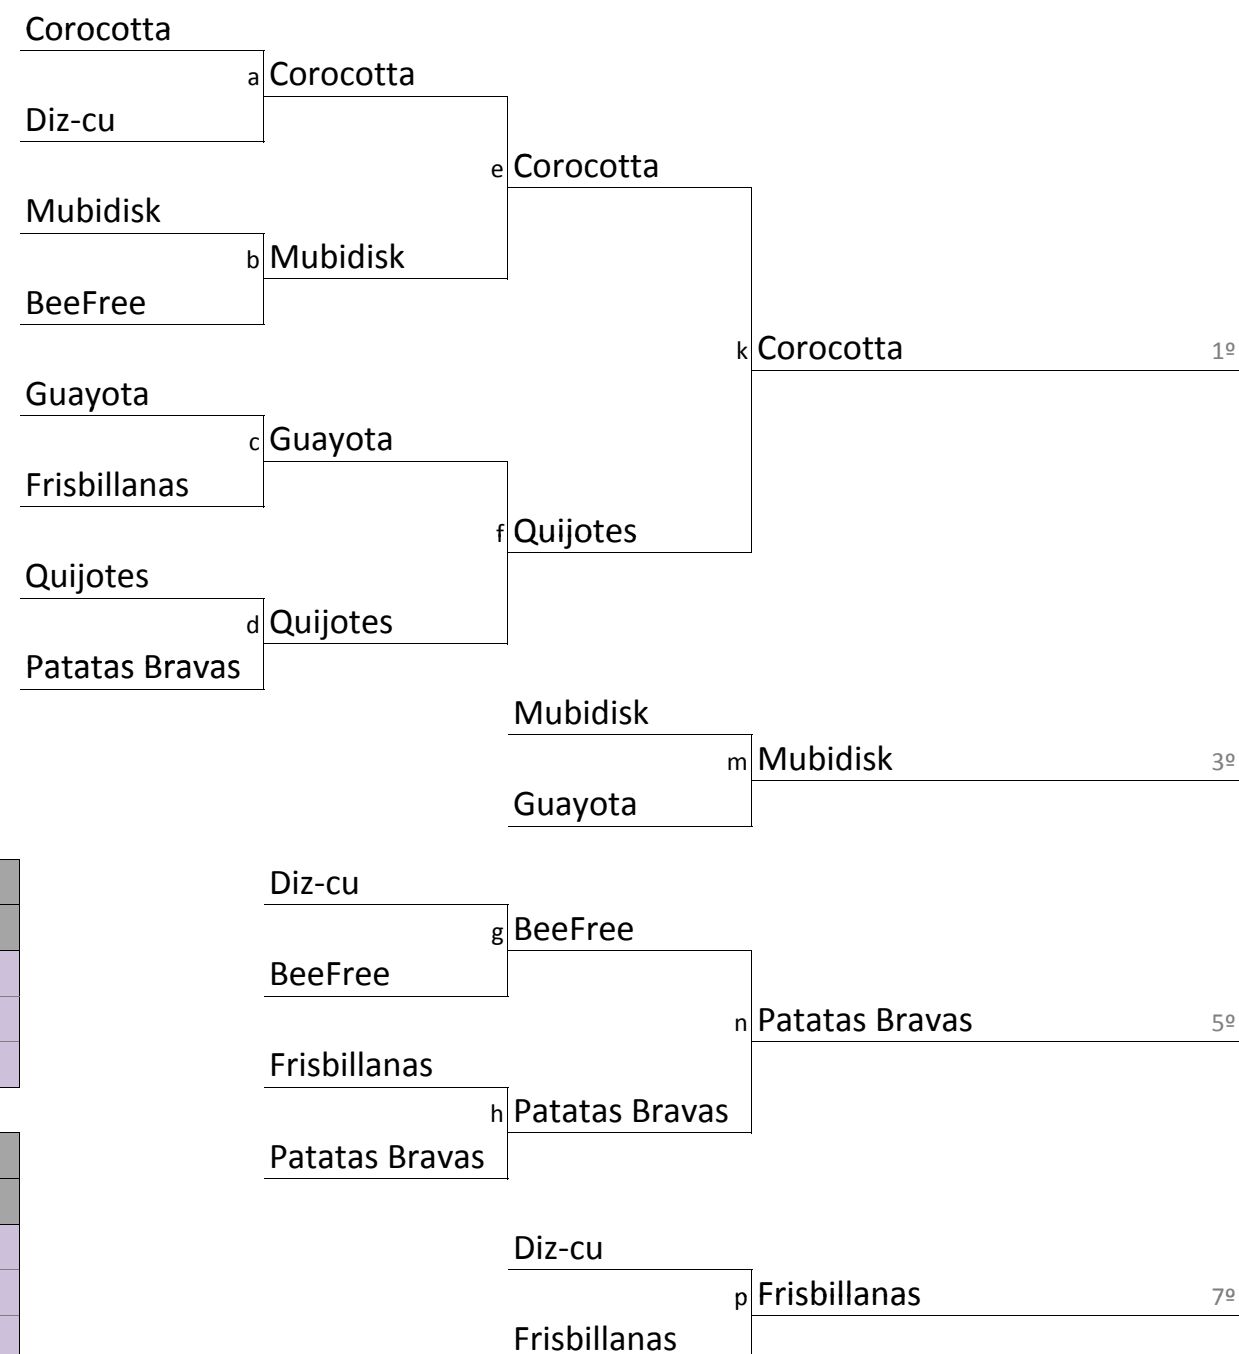 Corocotta
a Corocotta
Diz-cu
e Corocotta
Mubidisk
b Mubidisk
BeeFree
k Corocotta 1º
Guayota
c Guayota
Frisbillanas
f Quijotes
Quijotes
d Quijotes
Patatas Bravas
Mubidisk
m Mubidisk 3º
Guayota
Diz-cu
g BeeFree
BeeFree
n Patatas Bravas 5º
Frisbillanas
h Patatas Bravas
Patatas Bravas
Diz-cu
p Frisbillanas 7º
Frisbillanas